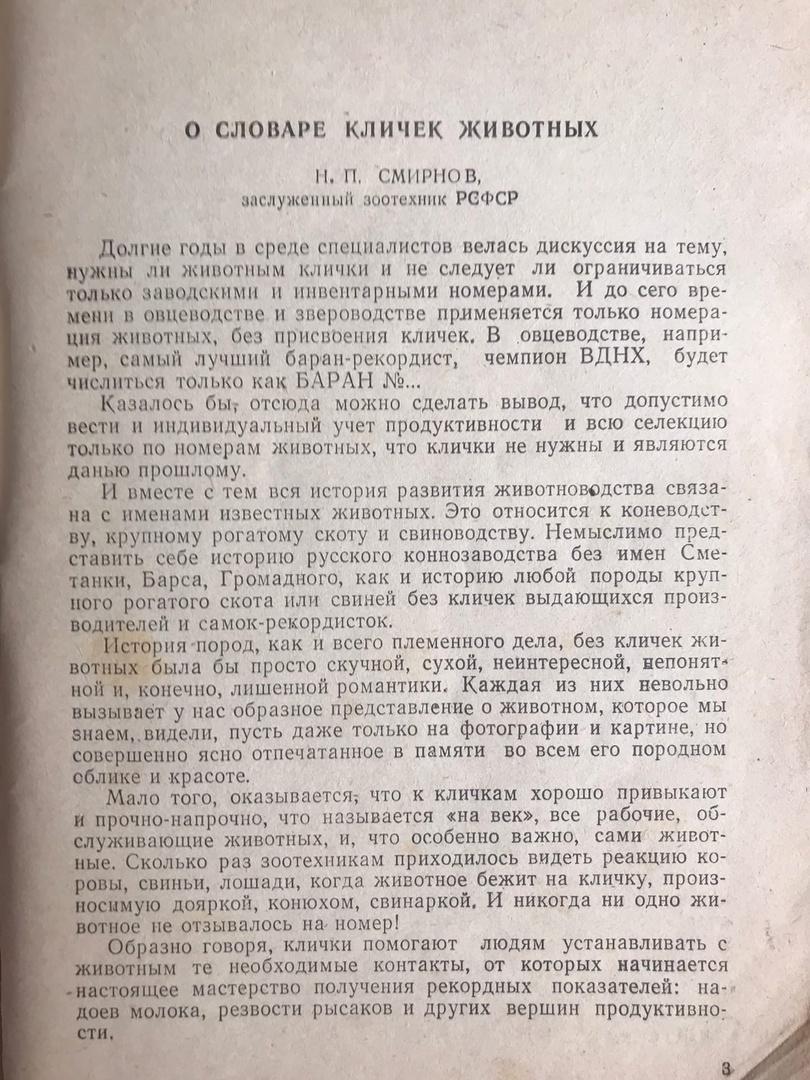 О СЛОВАРЕ КЛИЧЕК ЖИВОТНЫХ
Н. П. СМИРНОВ,
заслуженный зоотехник РСФСР
Долгие годы в среде специалистов велась дискуссия на тему,
нужны ли животным клички и не следует ли ограничиваться
только заводскими и инвентарными номерами. И до сего вре-
мени в овцеводстве и звероводстве применяется только номера-
ция животных, без присвоения кличек. В овцеводстве, напри-
мер, самый лучший баран-рекордист, чемпион ВДНХ, будет
числиться только как БАРАН №...
Казалось бы, отсюда можно сделать вывод, что допустимо
вести и индивидуальный учет продуктивности и всю селекцию
только по номерам животных, что клички не нужны и являются
данью прошлому.
И вместе с тем вся история развития животноводства связа-
на с именами известных животных. Это относится к коневодст-
ву, крупному рогатому скоту и свиноводству. Немыслимо пред-
ставить себе историю русского коннозаводства без имен Сме-
танки, Барса, Громадного, как и историю любой породы круп-
ного рогатого скота или свиней без кличек выдающихся произ-
водителей и самок-рекордисток.
История пород, как и всего племенного дела, без кличек жи-
вотных была бы просто скучной, сухой, неинтересной, непонят-
ной и, конечно, лишенной романтики. Каждая из них невольно
вызывает у нас образное представление о животном, которое мы
знаем, видели, пусть даже только на фотографии и картине, но
совершенно ясно отпечатанное в памяти во всем его породном
облике и красоте.
Мало того, оказывается, что к кличкам хорошо привыкают
и прочно-напрочно, что называется «на век», все рабочие, об-
служивающие животных, и, что особенно важно, сами живот-
ные. Сколько раз зоотехникам приходилось видеть реакцию ко-
ровы, свиньи, лошади, когда животное бежит на кличку, произ-
носимую дояркой, конюхом, свинаркой. И никогда ни одно жи-
вотное не отзывалось на номер!
Образно говоря, клички помогают людям устанавливать с
животным те необходимые контакты, от которых начинается
настоящее мастерство получения рекордных показателей: на-
доев молока, резвости рысаков и других вершин продуктивно-
сти.
3